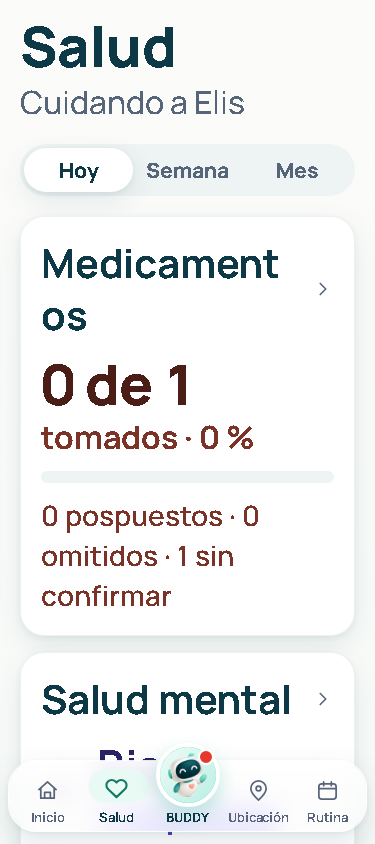 Salud
Cuidando a Elis
Hoy Semana Mes
Medicament
os
0 de 1
tomados · 0 %
0 pospuestos · 0
omitidos · 1 sin
confirmar
Salud mental
Inicio Salud BUDDY Ubicación Rutina